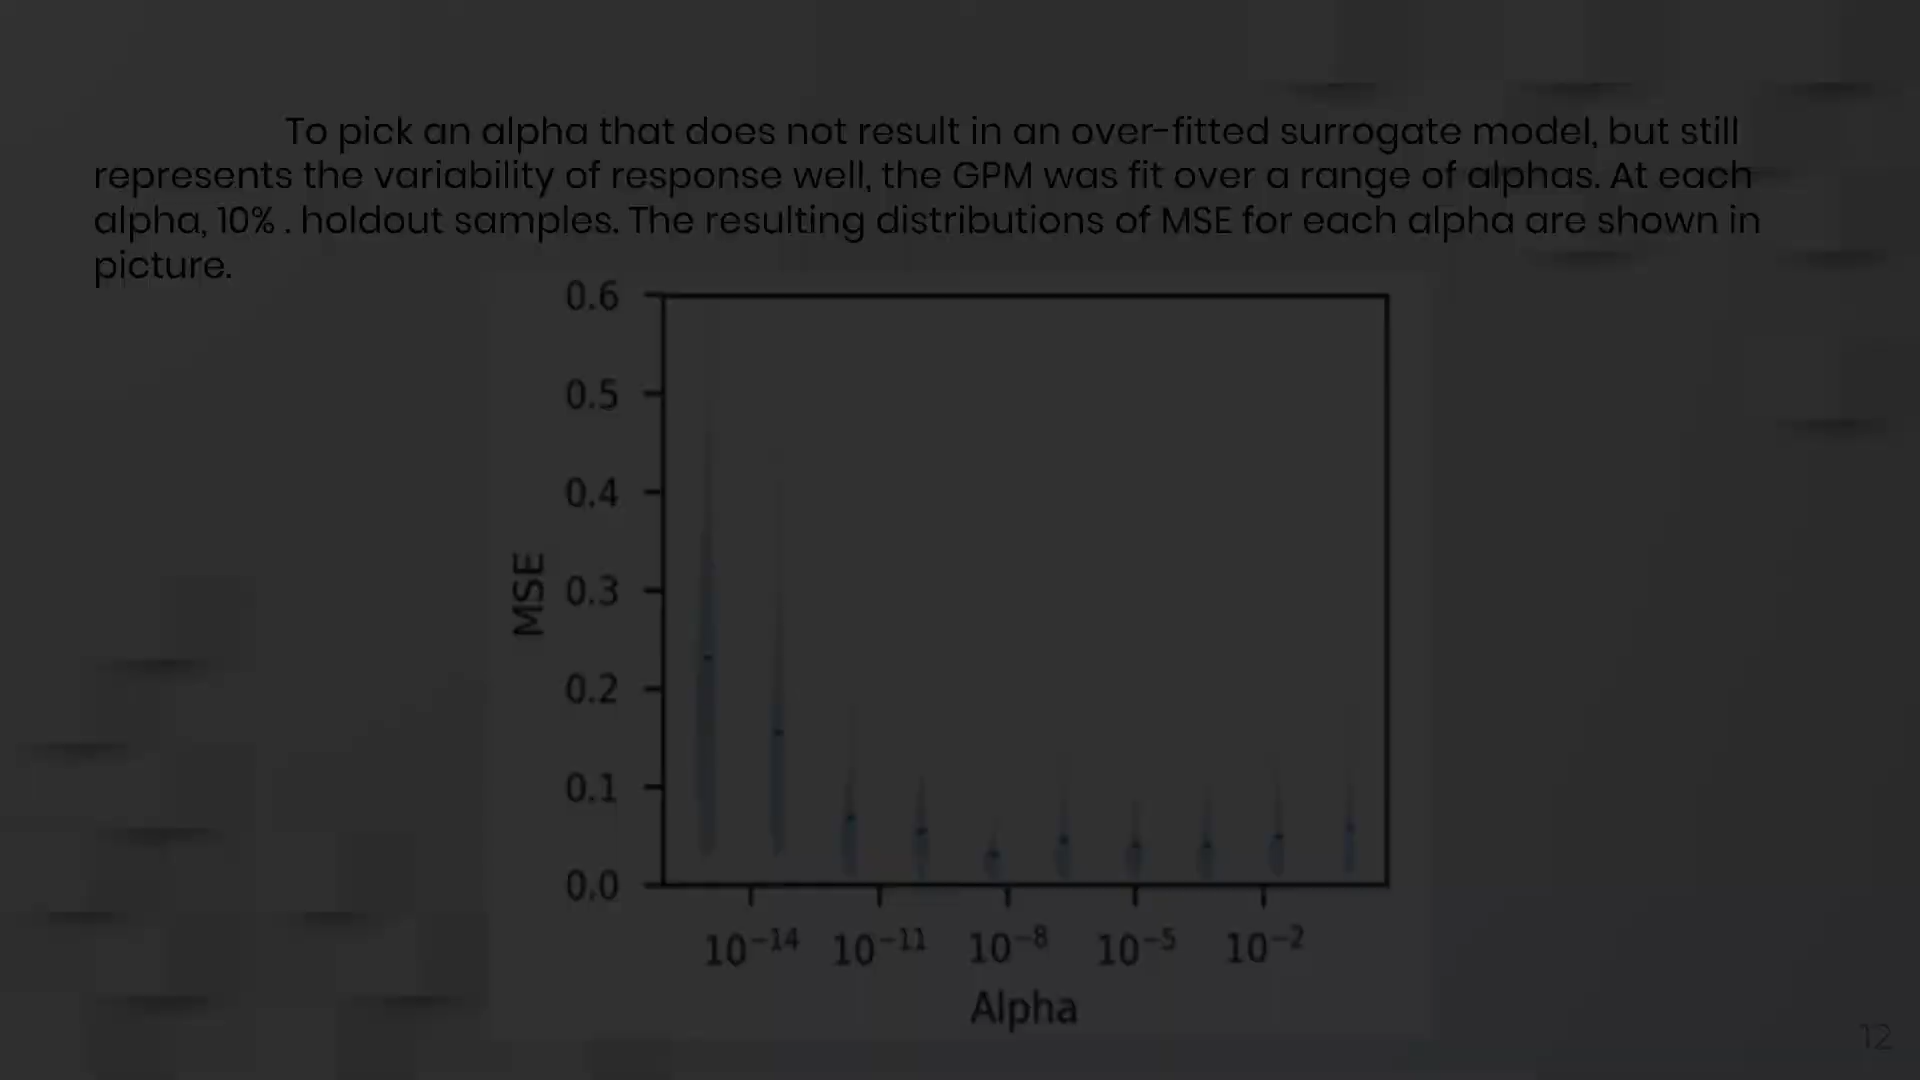 To pick an alpha that does not result in an over-fitted surrogate model, but still
represents the variability of response well, the GPM was fit over a range of alphas. At each
alpha, 10% . holdout samples. The resulting distributions of MSE for each alpha are shown in
picture.
0.6
0.5
0.4
0.3
0.2
0.1
0.0
MSE
10⁻¹⁴ 10⁻¹¹ 10⁻⁸ 10⁻⁵ 10⁻²
Alpha
12